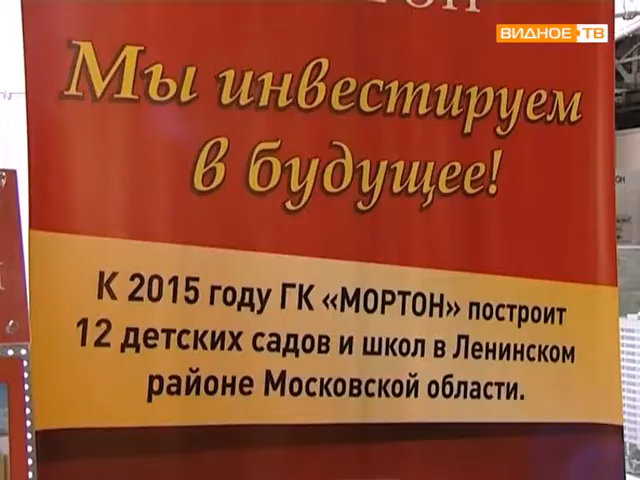 ВИДНОЕ ТВ
Мы инвестируем
в будущее!
К 2015 году ГК «МОРТОН» построит
12 детских садов и школ в Ленинском
районе Московской области.